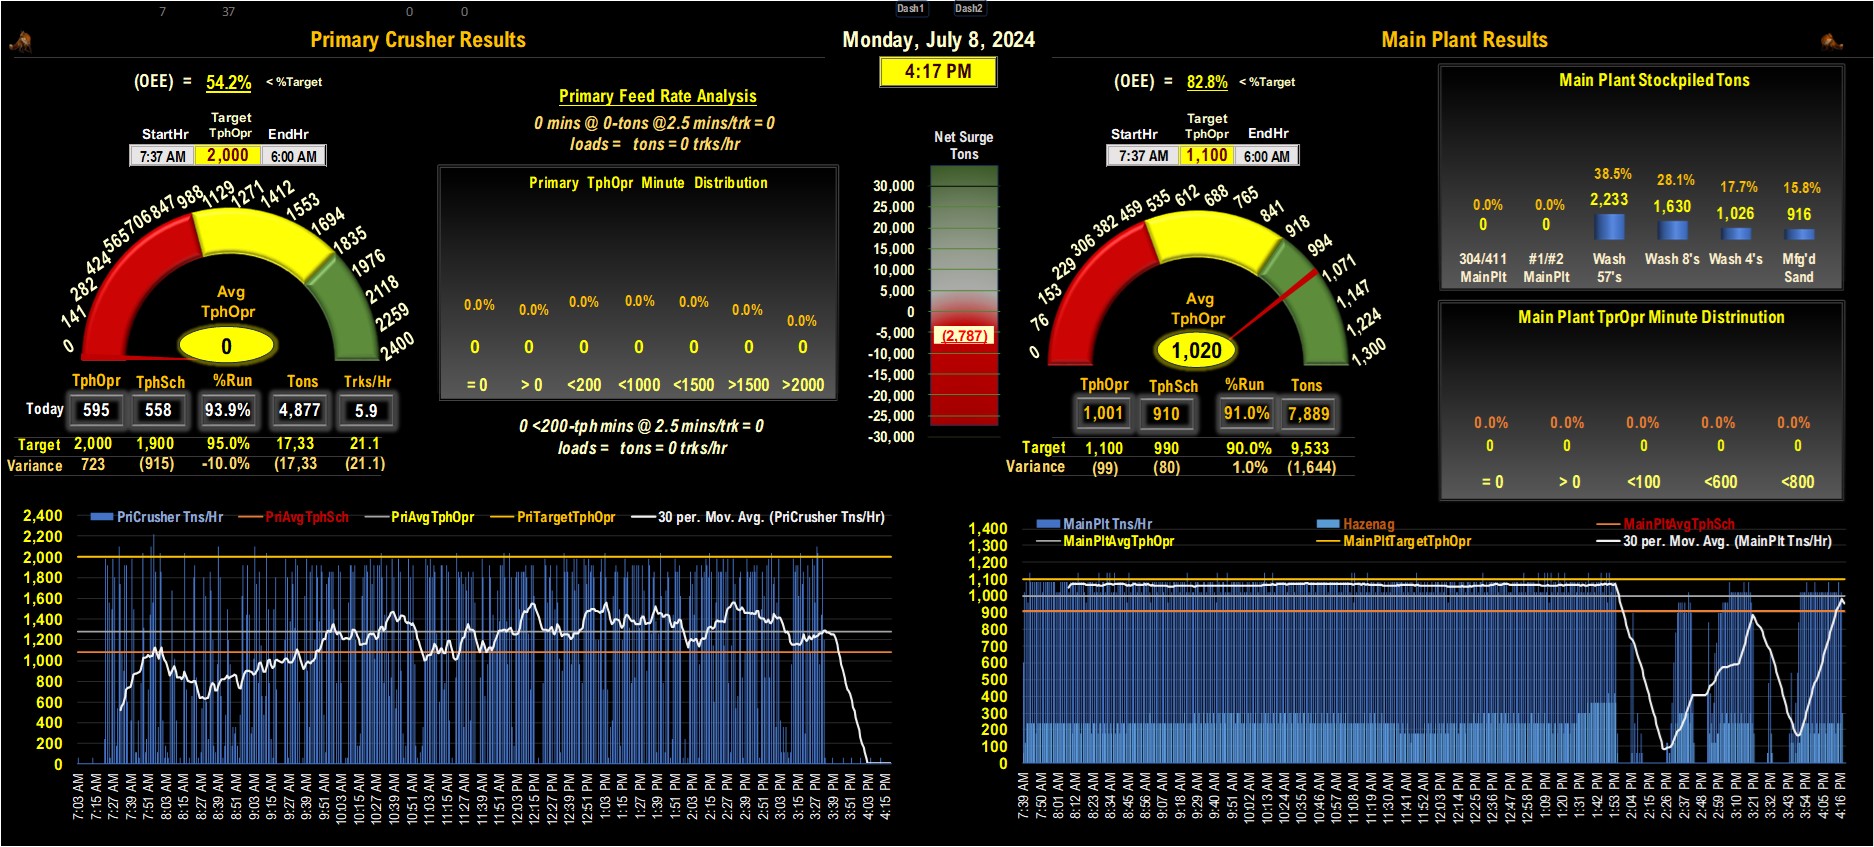 7 37 0 0 Dash1 Dash2
Primary Crusher Results
(OEE) = 54.2% < %Target
Target
StartHr TphOpr EndHr
7:37 AM 2,000 6:00 AM
0 141 282 424 565 706 847 988 1129 1271 1412 1553 1694 1835 1976 2118 2259 2400
Avg
TphOpr
0
TphOpr TphSch %Run Tons Trks/Hr
Today 595 558 93.9% 4,877 5.9
Target 2,000 1,900 95.0% 17,33 21.1
Variance 723 (915) -10.0% (17,33 (21.1)
Primary Feed Rate Analysis
0 mins @ 0-tons @2.5 mins/trk = 0
loads = tons = 0 trks/hr
Primary TphOpr Minute Distribution
0.0% 0.0% 0.0% 0.0% 0.0% 0.0% 0.0%
0 0 0 0 0 0 0
= 0 > 0 <200 <1000 <1500 >1500 >2000
0 <200-tph mins @ 2.5 mins/trk = 0
loads = tons = 0 trks/hr
Monday, July 8, 2024
4:17 PM
Net Surge
Tons
30,000
25,000
20,000
15,000
10,000
5,000
0
-5,000
(2,787)
-10,000
-15,000
-20,000
-25,000
-30,000
Main Plant Results
(OEE) = 82.8% < %Target
Target
StartHr TphOpr EndHr
7:37 AM 1,100 6:00 AM
0 76 153 229 306 382 459 535 612 688 765 841 918 994 1,071 1,147 1,224 1,300
Avg
TphOpr
1,020
TphOpr TphSch %Run Tons
1,001 910 91.0% 7,889
Target 1,100 990 90.0% 9,533
Variance (99) (80) 1.0% (1,644)
Main Plant Stockpiled Tons
0.0% 0.0% 38.5% 28.1% 17.7% 15.8%
0 0 2,233 1,630 1,026 916
304/411 #1/#2 Wash Wash 8's Wash 4's Mfg'd
MainPlt MainPlt 57's Sand
Main Plant TprOpr Minute Distrinution
0.0% 0.0% 0.0% 0.0% 0.0%
0 0 0 0 0
= 0 > 0 <100 <600 <800
PriCrusher Tns/Hr PriAvgTphSch PriAvgTphOpr PriTargetTphOpr 30 per. Mov. Avg. (PriCrusher Tns/Hr)
2,400
2,200
2,000
1,800
1,600
1,400
1,200
1,000
800
600
400
200
0
7:03 AM 7:15 AM 7:27 AM 7:39 AM 7:51 AM 8:03 AM 8:15 AM 8:27 AM 8:39 AM 8:51 AM 9:03 AM 9:15 AM 9:27 AM 9:39 AM 9:51 AM 10:03 AM 10:15 AM 10:27 AM 10:39 AM 10:51 AM 11:03 AM 11:15 AM 11:27 AM 11:39 AM 11:51 AM 12:03 PM 12:15 PM 12:27 PM 12:39 PM 12:51 PM 1:03 PM 1:15 PM 1:27 PM 1:39 PM 1:51 PM 2:03 PM 2:15 PM 2:27 PM 2:39 PM 2:51 PM 3:03 PM 3:15 PM 3:27 PM 3:39 PM 3:51 PM 4:03 PM 4:15 PM
MainPlt Tns/Hr Hazenag MainPltAvgTphSch
MainPltAvgTphOpr MainPltTargetTphOpr 30 per. Mov. Avg. (MainPlt Tns/Hr)
1,400
1,300
1,200
1,100
1,000
900
800
700
600
500
400
300
200
100
0
7:39 AM 7:50 AM 8:01 AM 8:12 AM 8:23 AM 8:34 AM 8:45 AM 8:56 AM 9:07 AM 9:18 AM 9:29 AM 9:40 AM 9:51 AM 10:02 AM 10:13 AM 10:24 AM 10:35 AM 10:46 AM 10:57 AM 11:08 AM 11:19 AM 11:30 AM 11:41 AM 11:52 AM 12:03 PM 12:14 PM 12:25 PM 12:36 PM 12:47 PM 12:58 PM 1:09 PM 1:20 PM 1:31 PM 1:42 PM 1:53 PM 2:04 PM 2:15 PM 2:26 PM 2:37 PM 2:48 PM 2:59 PM 3:10 PM 3:21 PM 3:32 PM 3:43 PM 3:54 PM 4:05 PM 4:16 PM